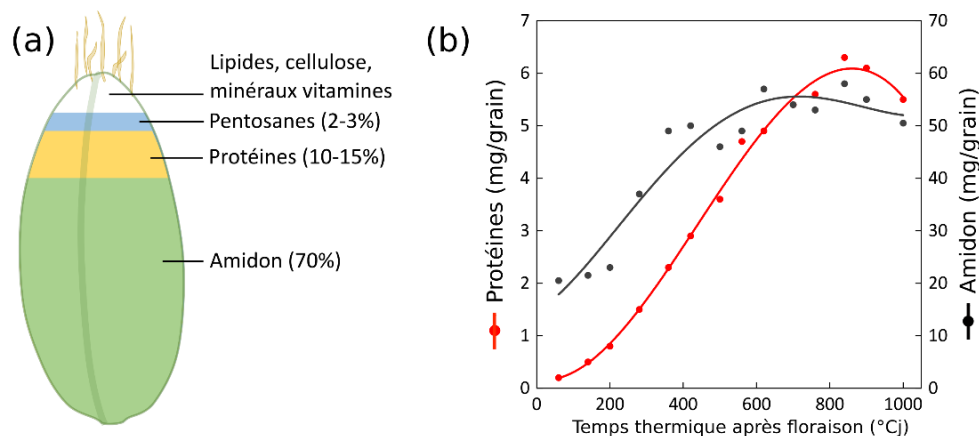 (a)
Lipides, cellulose,
minéraux vitamines
Pentosanes (2-3%)
Protéines (10-15%)
Amidon (70%)
(b)
Protéines (mg/grain)
7
6
5
4
3
2
1
0
70
60
50
40
30
20
10
0
Amidon (mg/grain)
0 200 400 600 800 1000
Temps thermique après floraison (°Cj)